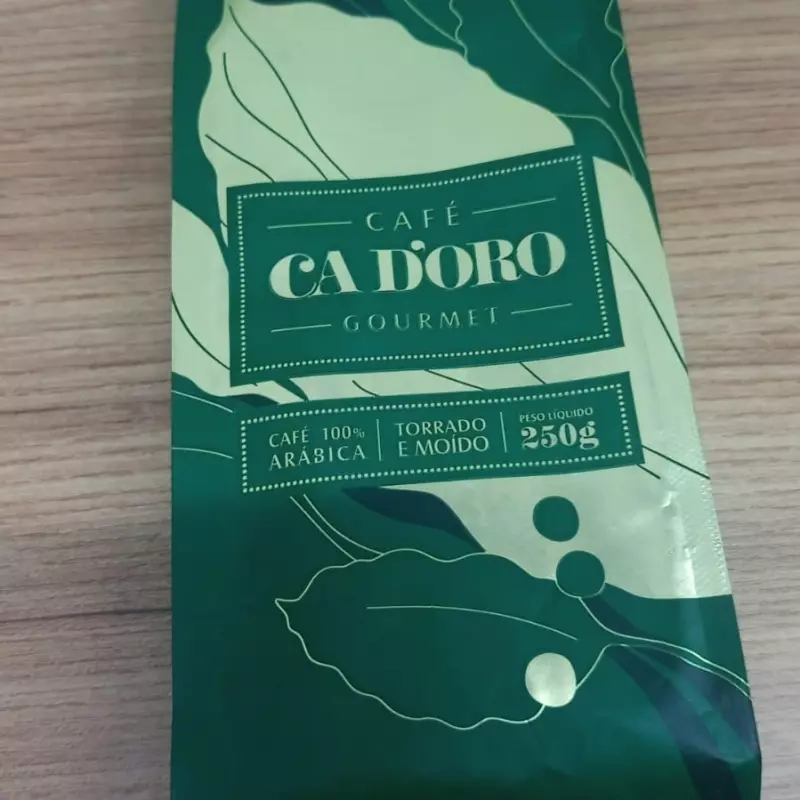 CAFÉ
CA D'ORO
GOURMET
CAFÉ 100%
ARÁBICA
TORRADO
E MOÍDO
PESO LÍQUIDO
250g